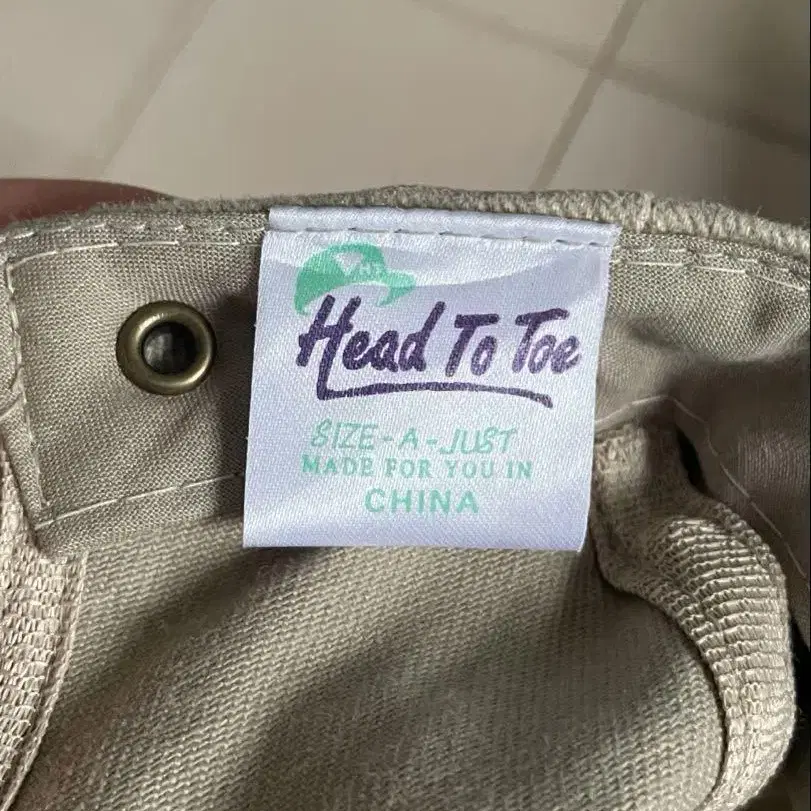 Head To Toe
SIZE-A-JUST
MADE FOR YOU IN
CHINA